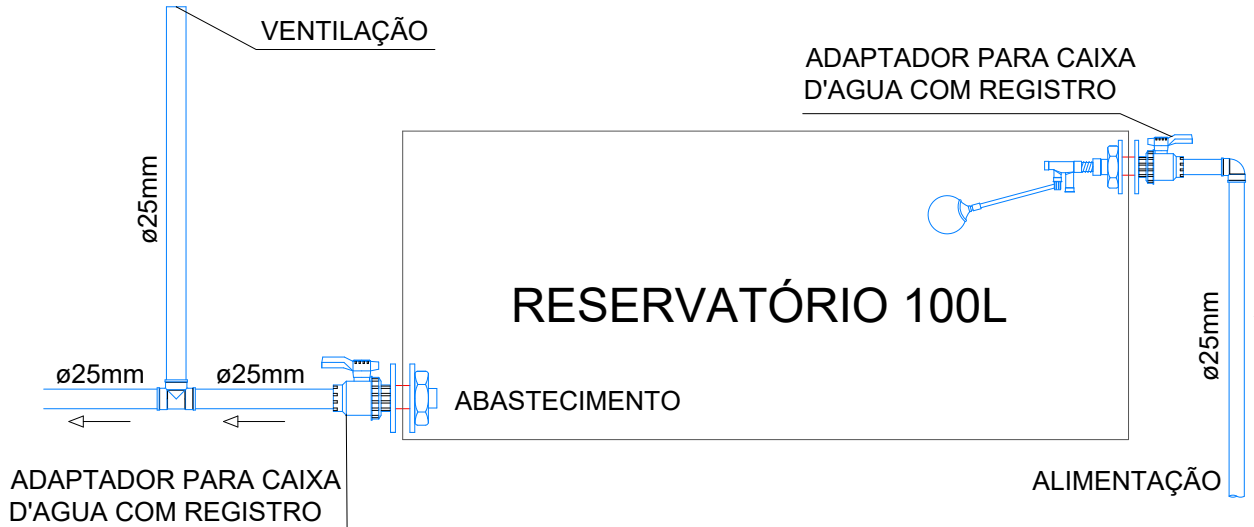 VENTILAÇÃO
ADAPTADOR PARA CAIXA
D'AGUA COM REGISTRO
ø25mm
RESERVATÓRIO 100L
ø25mm
ø25mm
ø25mm
ABASTECIMENTO
ADAPTADOR PARA CAIXA
D'AGUA COM REGISTRO
ALIMENTAÇÃO